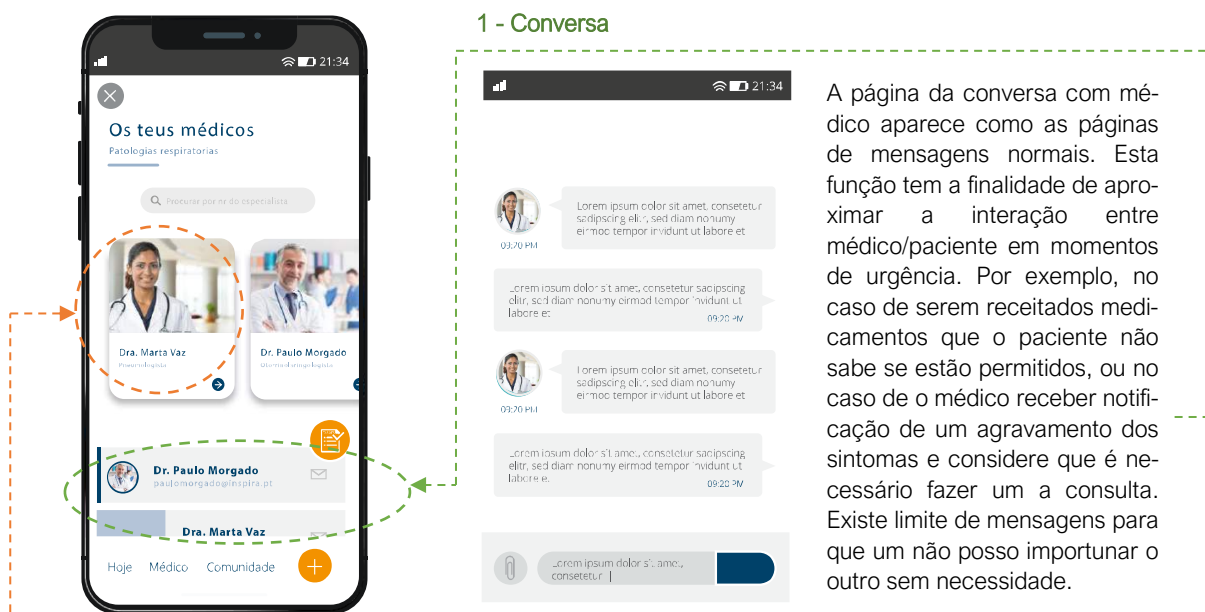 21:34
Os teus médicos
Patologias respiratorias
Procurar por nr do especialista
Dra. Marta Vaz
Pneumologista
Dr. Paulo Morgado
Otorrinolaringologista
Dr. Paulo Morgado
paulomorgado@inspira.pt
Dra. Marta Vaz
Hoje Médico Comunidade +
1 - Conversa
21:34
Lorem ipsum dolor sit amet, consetetur
sadipscing elitr, sed diam nonumy
eirmod tempor invidunt ut labore et
09:20 PM
Lorem ipsum dolor sit amet, consetetur sadipscing
elitr, sed diam nonumy eirmod tempor invidunt ut
labore et
09:20 PM
Lorem ipsum dolor sit amet, consetetur
sadipscing elitr, sed diam nonumy
eirmod tempor invidunt ut labore et
09:20 PM
Lorem ipsum dolor sit amet, consetetur sadipscing
elitr, sed diam nonumy eirmod tempor invidunt ut
labore e
09:20 PM
Lorem ipsum dolor sit amet,
consetetur
A página da conversa com mé-
dico aparece como as páginas
de mensagens normais. Esta
função tem a finalidade de apro-
ximar a interação entre
médico/paciente em momentos
de urgência. Por exemplo, no
caso de serem receitados medi-
camentos que o paciente não
sabe se estão permitidos, ou no
caso de o médico receber notifi-
cação de um agravamento dos
sintomas e considere que é ne-
cessário fazer um a consulta.
Existe limite de mensagens para
que um não posso importunar o
outro sem necessidade.